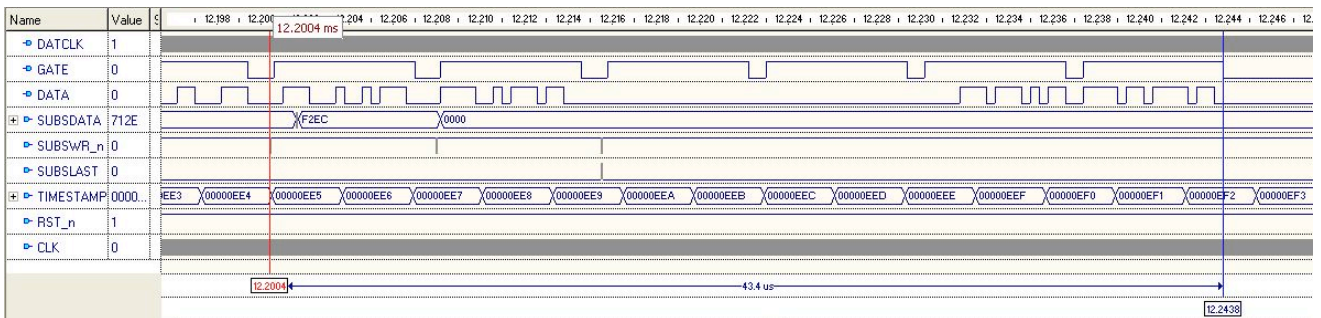 Name Value S 12,198 12,200 12,204 12,206 12,208 12,210 12,212 12,214 12,216 12,218 12,220 12,222 12,224 12,226 12,228 12,230 12,232 12,234 12,236 12,238 12,240 12,242 12,244 12,246 12,
12.2004 ms
DATCLK 1
GATE 0
DATA 0
SUBSDATA 712E F2EC 0000
SUBSWR_n 0
SUBSLAST 0
TIMESTAMP 0000... EE3 00000EE4 00000EE5 00000EE6 00000EE7 00000EE8 00000EE9 00000EEA 00000EEB 00000EEC 00000EED 00000EEE 00000EEF 00000EF0 00000EF1 00000EF2 00000EF3
RST_n 1
CLK 0
12.2004 43.4 us
12.2438